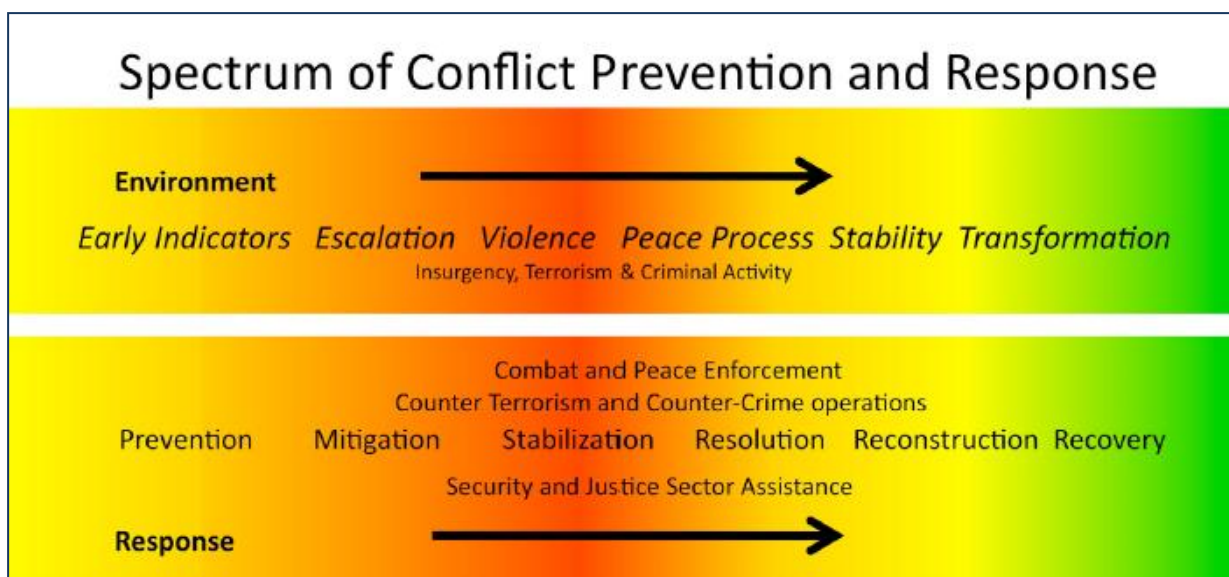 Spectrum of Conflict Prevention and Response
Environment
Early Indicators Escalation Violence Peace Process Stability Transformation
Insurgency, Terrorism & Criminal Activity
Combat and Peace Enforcement
Counter Terrorism and Counter-Crime operations
Prevention Mitigation Stabilization Resolution Reconstruction Recovery
Security and Justice Sector Assistance
Response